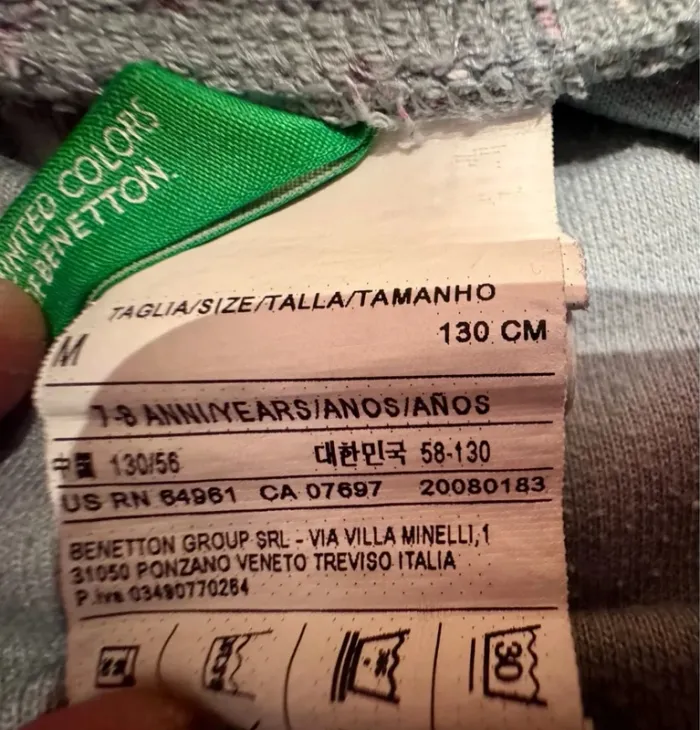 UNITED COLORS
OF BENETTON.
TAGLIA/SIZE/TALLA/TAMANHO
M 130 CM
7-8 ANNI/YEARS/ANOS/AÑOS
中國 130/56 대한민국 58-130
US RN 64961 CA 07697 20080183
BENETTON GROUP SRL - VIA VILLA MINELLI,1
31050 PONZANO VENETO TREVISO ITALIA
P.iva 03490770264
30